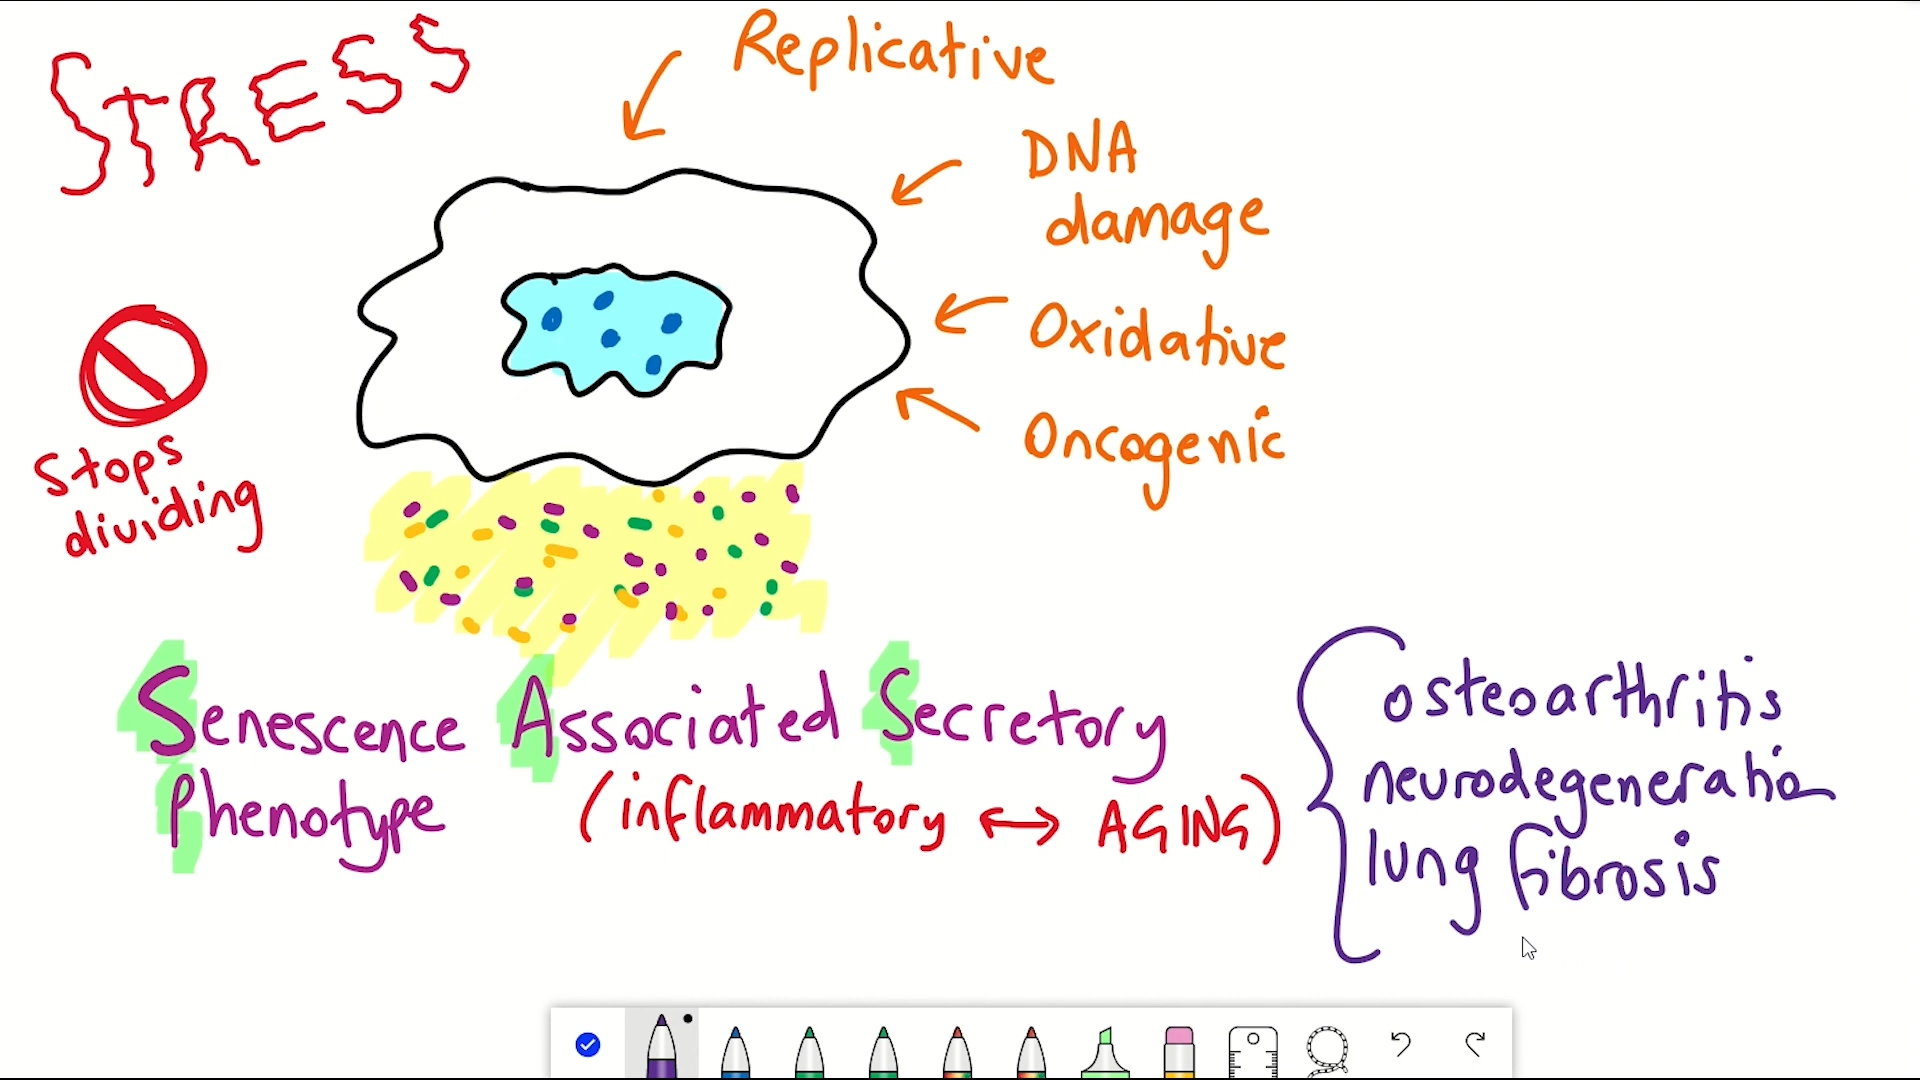 STRESS
Replicative
DNA
damage
Oxidative
Oncogenic
Stops
dividing
Senescence Associated Secretory
Phenotype
(inflammatory ↔ AGING)
osteoarthritis
neurodegeneration
lung fibrosis